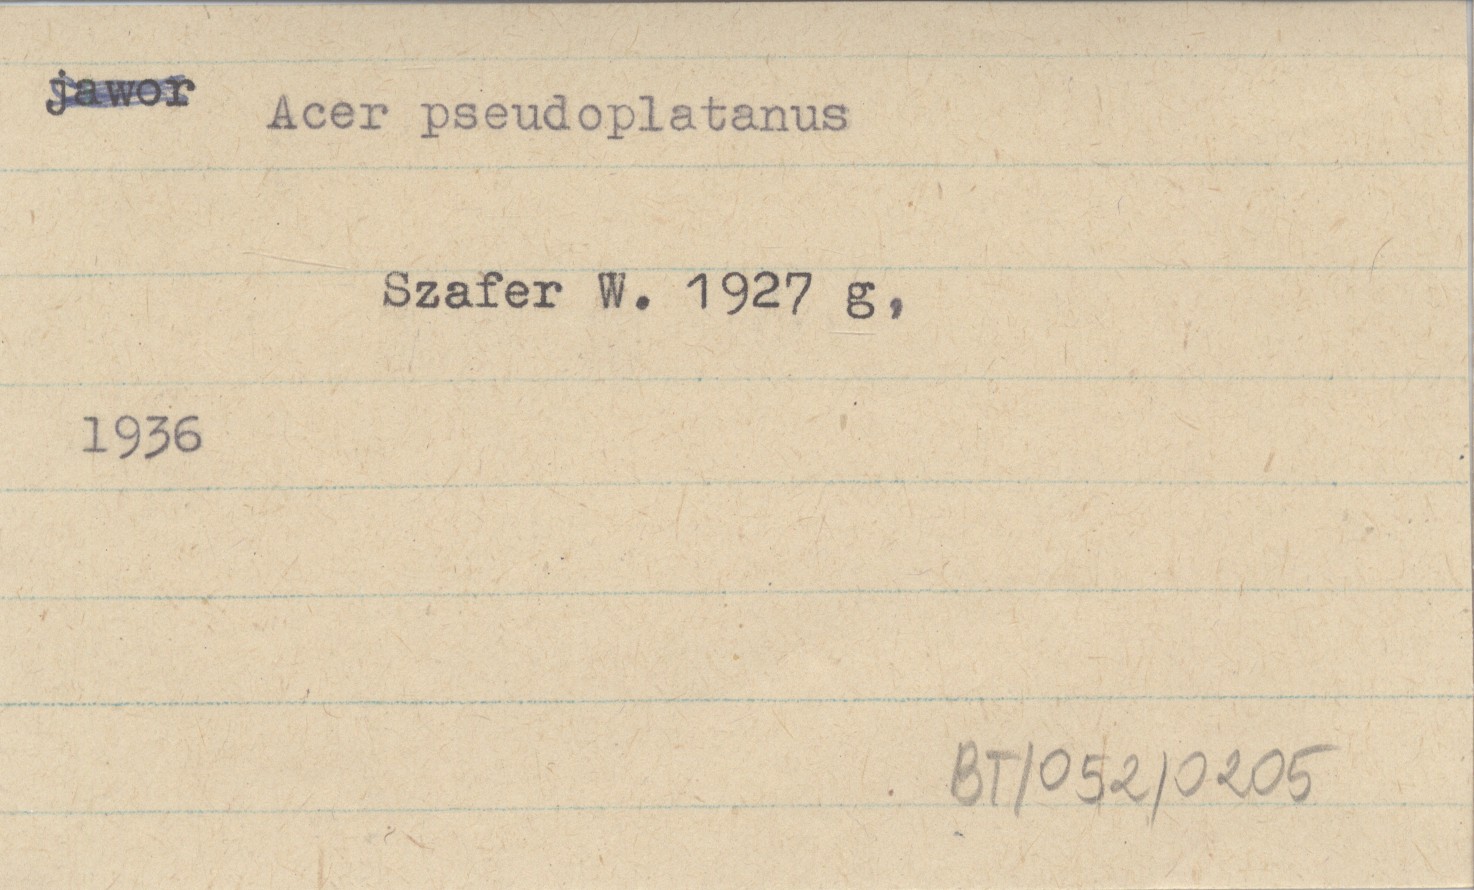 jawor Acer pseudoplatanus
Szafer W. 1927 g,
1936
BT/052/0205